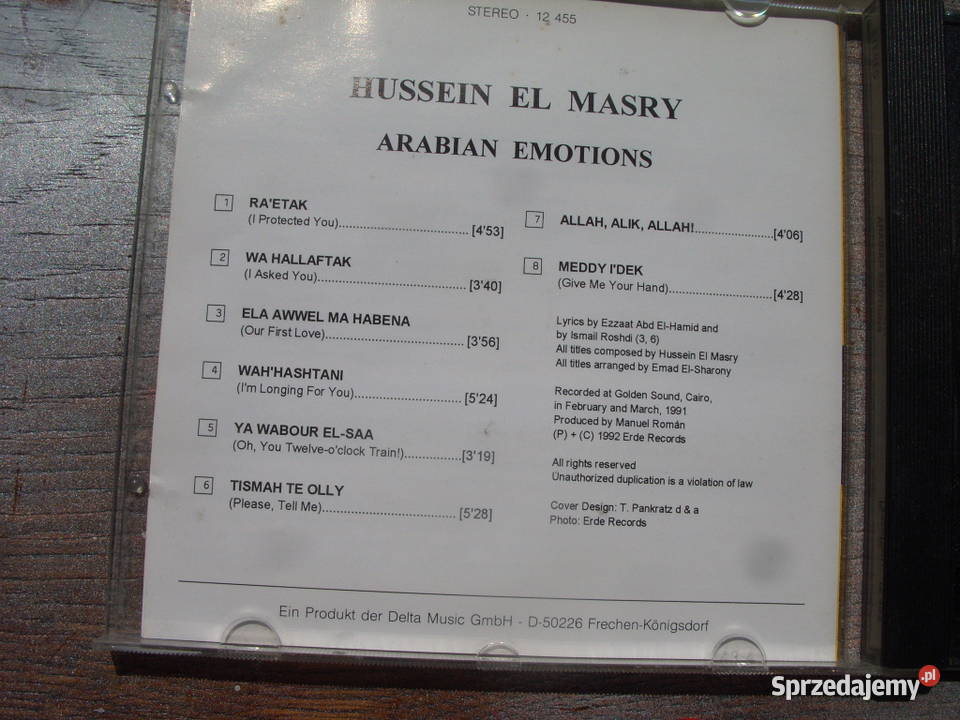 STEREO · 12 455
HUSSEIN EL MASRY
ARABIAN EMOTIONS
1 RA'ETAK
(I Protected You)................................. [4'53]
2 WA HALLAFTAK
(I Asked You)...................................... [3'40]
3 ELA AWWEL MA HABENA
(Our First Love)................................... [3'56]
4 WAH'HASHTANI
(I'm Longing For You)........................... [5'24]
5 YA WABOUR EL-SAA
(Oh, You Twelve-o'clock Train!)...............[3'19]
6 TISMAH TE OLLY
(Please, Tell Me).................................. [5'28]
7 ALLAH, ALIK, ALLAH!.....................[4'06]
8 MEDDY I'DEK
(Give Me Your Hand)...........................[4'28]
Lyrics by Ezzaat Abd El-Hamid and
by Ismail Roshdi (3, 6)
All titles composed by Hussein El Masry
All titles arranged by Emad El-Sharony
Recorded at Golden Sound, Cairo,
in February and March, 1991
Produced by Manuel Román
(P) + (C) 1992 Erde Records
All rights reserved
Unauthorized duplication is a violation of law
Cover Design: T. Pankratz d & a
Photo: Erde Records
Ein Produkt der Delta Music GmbH - D-50226 Frechen-Königsdorf
Sprzedajemy.pl